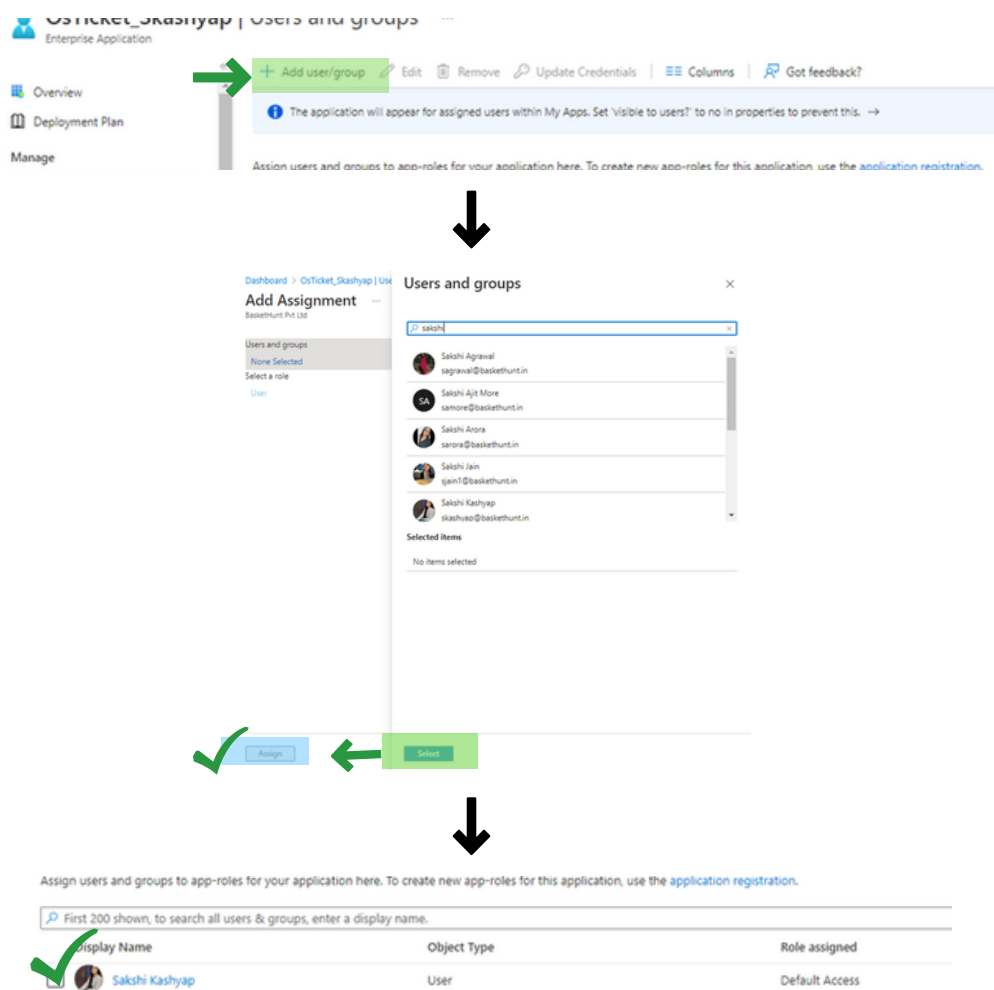 OsTicket_Skashyap | Users and groups ...
Enterprise Application
+ Add user/group Edit Remove Update Credentials Columns Got feedback?
Overview
Deployment Plan
Manage
The application will appear for assigned users within My Apps. Set 'visible to users?' to no in properties to prevent this. →
Assign users and groups to app-roles for your application here. To create new app-roles for this application, use the application registration.
Dashboard > OsTicket_Skashyap | Use
Add Assignment ...
BasketHunt Pvt Ltd
Users and groups
None Selected
Select a role
User
Users and groups
sakshi
Sakshi Agrawal
sagrawal@baskethunt.in
SA
Sakshi Ajit More
samore@baskethunt.in
Sakshi Arora
sarora@baskethunt.in
Sakshi Jain
sjain1@baskethunt.in
Sakshi Kashyap
skashyap@baskethunt.in
Selected items
No items selected
Assign
Select
Assign users and groups to app-roles for your application here. To create new app-roles for this application, use the application registration.
First 200 shown, to search all users & groups, enter a display name.
Display Name Object Type Role assigned
Sakshi Kashyap User Default Access